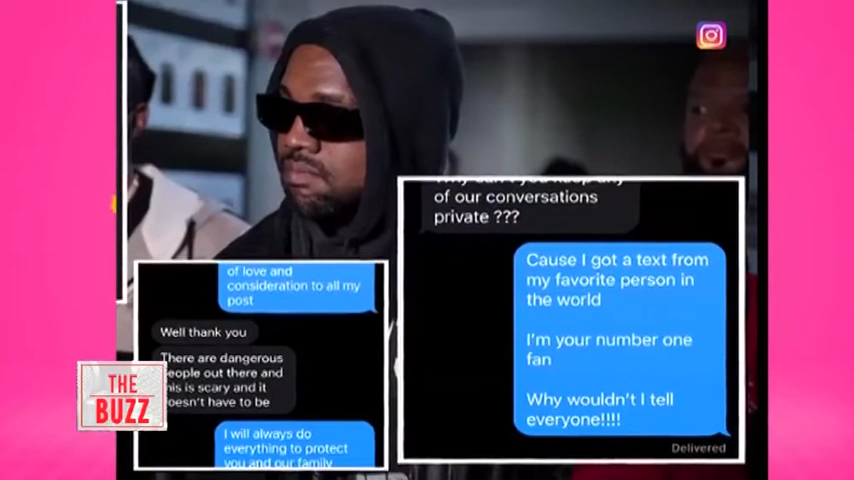 of our conversations
private ???
Cause I got a text from
my favorite person in
the world
I'm your number one
fan
Why wouldn't I tell
everyone!!!!
Delivered
of love and
consideration to all my
post
Well thank you
There are dangerous
people out there and
this is scary and it
doesn't have to be
I will always do
everything to protect
you and our family
THE
BUZZ